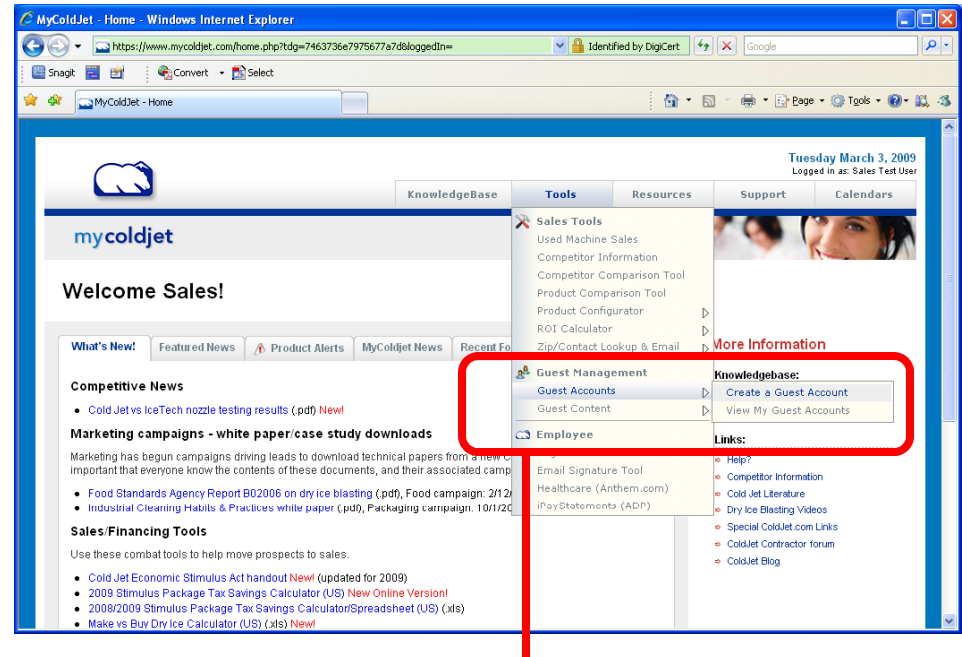 MyColdJet - Home - Windows Internet Explorer
https://www.mycoldjet.com/home.php?tdg=7463736e7975677a7d8&loggedIn=
Identified by DigiCert
Google
Snagit
Convert
Select
MyColdJet - Home
Page
Tools
Tuesday March 3, 2009
Logged in as: Sales Test User
KnowledgeBase
Tools
Resources
Support
Calendars
mycoldjet
Sales Tools
Used Machine Sales
Competitor Information
Competitor Comparison Tool
Product Comparison Tool
Product Configurator
ROI Calculator
Zip/Contact Lookup & Email
Guest Management
Guest Accounts
Guest Content
Create a Guest Account
View My Guest Accounts
Employee
Email Signature Tool
Healthcare (Anthem.com)
iPayStatements (ADP)
Welcome Sales!
What's New!
Featured News
Product Alerts
MyColdjet News
Recent Fo
Competitive News
Cold Jet vs IceTech nozzle testing results (.pdf) New!
Marketing campaigns - white paper/case study downloads
Marketing has begun campaigns driving leads to download technical papers from a new C
important that everyone know the contents of these documents, and their associated camp
Food Standards Agency Report B02006 on dry ice blasting (.pdf), Food campaign: 2/12/
Industrial Cleaning Habits & Practices white paper (.pdf), Packaging campaign: 10/1/20
Sales/Financing Tools
Use these combat tools to help move prospects to sales.
Cold Jet Economic Stimulus Act handout New! (updated for 2009)
2009 Stimulus Package Tax Savings Calculator (US) New Online Version!
2008/2009 Stimulus Package Tax Savings Calculator/Spreadsheet (US) (.xls)
Make vs Buy Dry Ice Calculator (US) (.xls) New!
More Information
Knowledgebase:
Links:
Help?
Competitor Information
Cold Jet Literature
Dry Ice Blasting Videos
Special ColdJet.com Links
ColdJet Contractor forum
ColdJet Blog